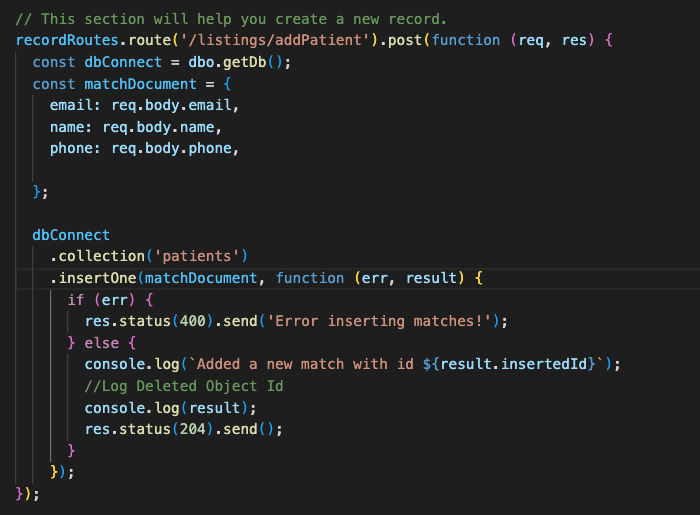 // This section will help you create a new record.
recordRoutes.route('/listings/addPatient').post(function (req, res) {
  const dbConnect = dbo.getDb();
  const matchDocument = {
    email: req.body.email,
    name: req.body.name,
    phone: req.body.phone,

  };

  dbConnect
    .collection('patients')
    .insertOne(matchDocument, function (err, result) {
      if (err) {
        res.status(400).send('Error inserting matches!');
      } else {
        console.log(`Added a new match with id ${result.insertedId}`);
        //Log Deleted Object Id
        console.log(result);
        res.status(204).send();
      }
    });
});